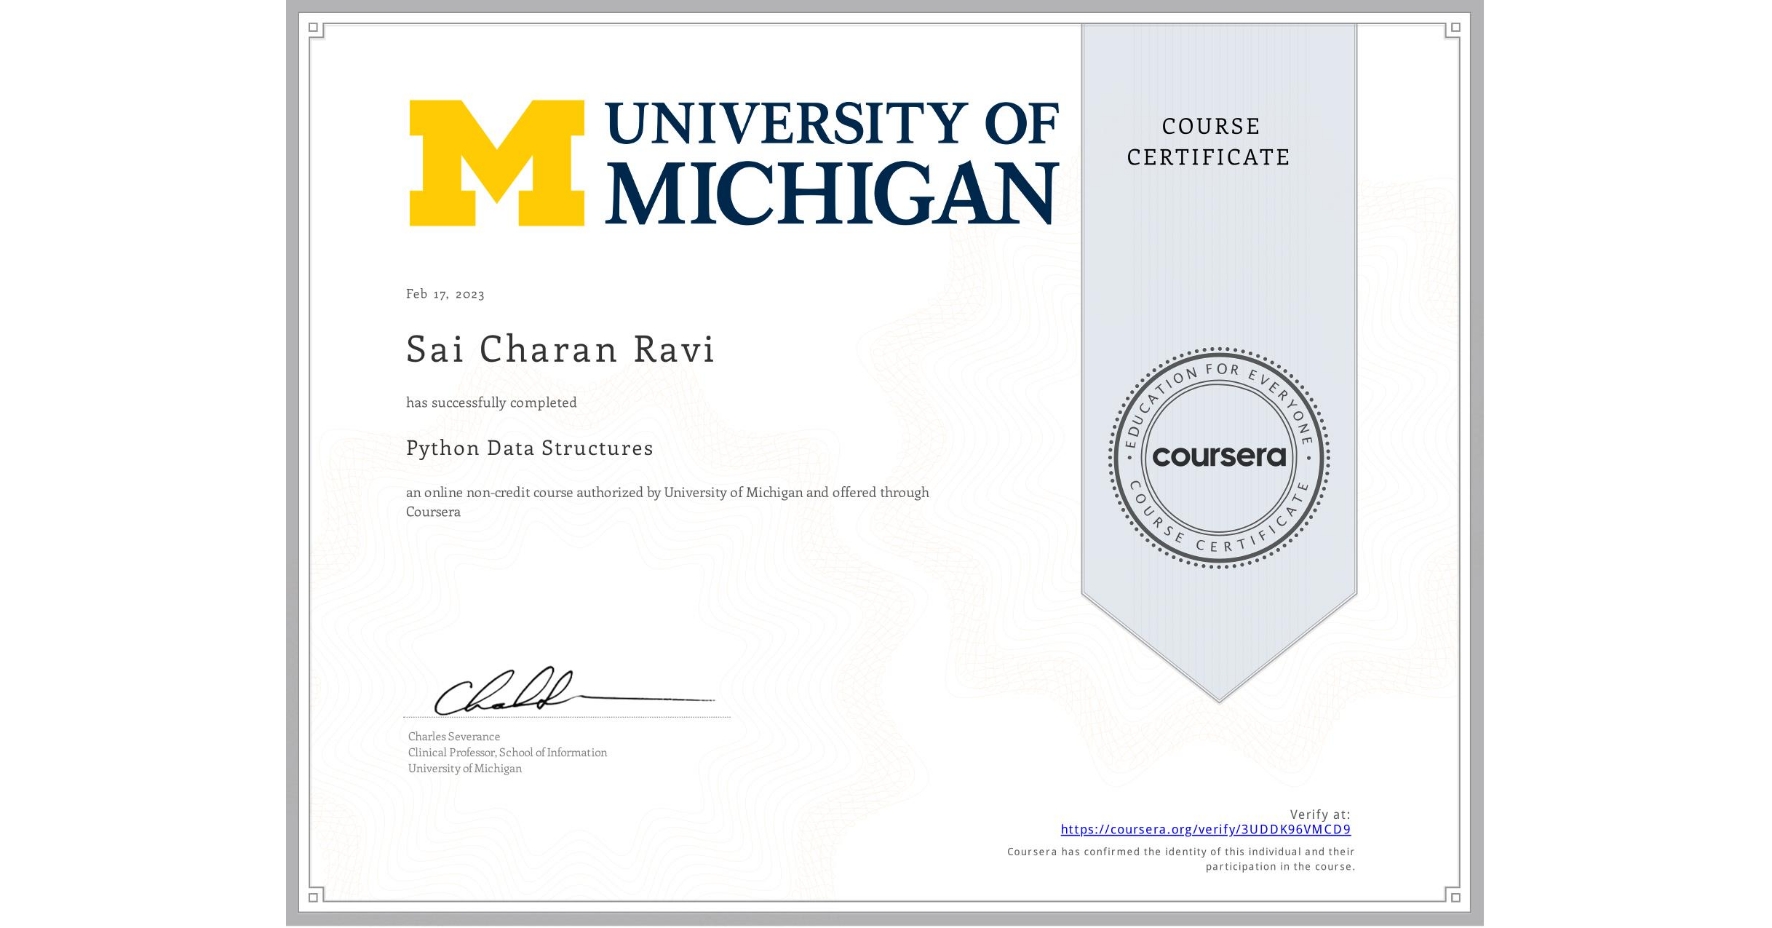 UNIVERSITY OF
MICHIGAN
COURSE
CERTIFICATE
Feb 17, 2023
Sai Charan Ravi
has successfully completed
Python Data Structures
an online non-credit course authorized by University of Michigan and offered through
Coursera
EDUCATION FOR EVERYONE
coursera
COURSE CERTIFICATE
Charles Severance
Clinical Professor, School of Information
University of Michigan
Verify at:
https://coursera.org/verify/3UDDK96VMCD9
Coursera has confirmed the identity of this individual and their
participation in the course.